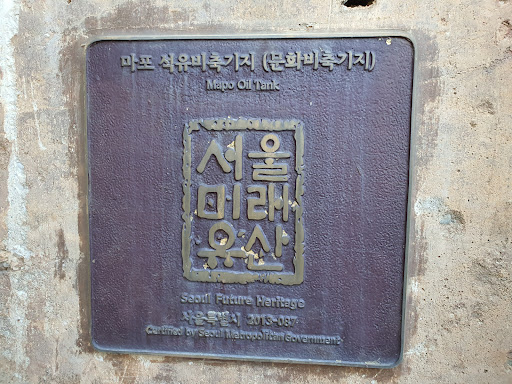 마포 석유비축기지 (문화비축기지)
Mapo Oil Tank
서울
미래
유산
Seoul Future Heritage
서울특별시 2013-087
Certified by Seoul Metropolitan Government